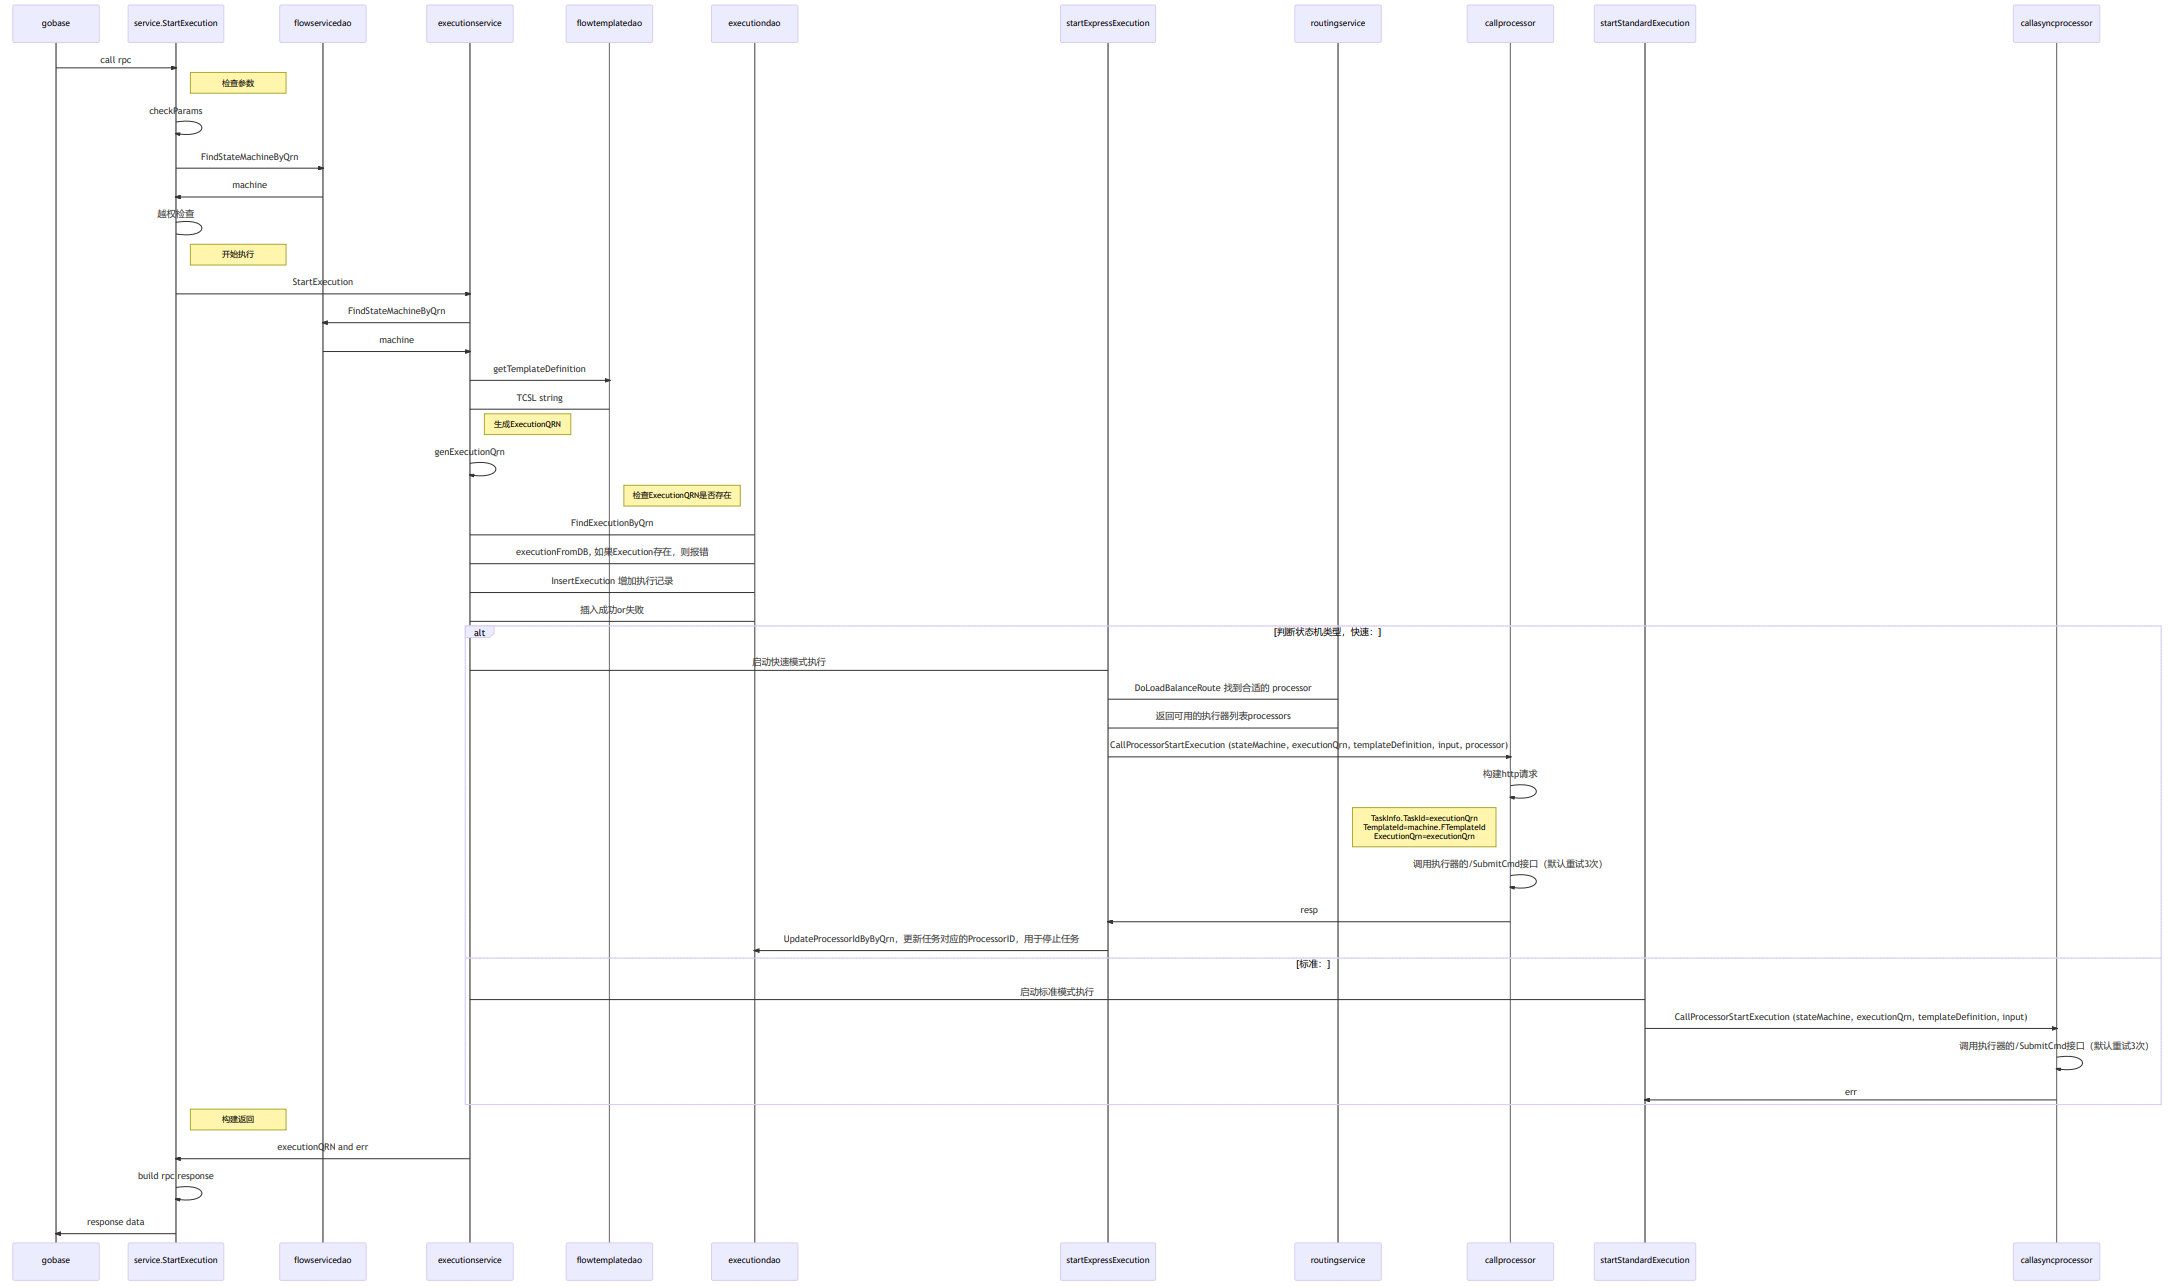 gobase
service.StartExecution
flowservicedao
executionservice
flowtemplatedao
executiondao
startExpressExecution
routingservice
callprocessor
startStandardExecution
callasyncprocessor
call rpc
检查参数
checkParams
FindStateMachineByQrn
machine
越权检查
开始执行
StartExecution
FindStateMachineByQrn
machine
getTemplateDefinition
TCSL string
生成ExecutionQRN
genExecutionQrn
检查ExecutionQRN是否存在
FindExecutionByQrn
executionFromDB, 如果Execution存在，则报错
InsertExecution 增加执行记录
插入成功or失败
alt
[判断状态机类型，快速：]
启动快速模式执行
DoLoadBalanceRoute 找到合适的 processor
返回可用的执行器列表processors
CallProcessorStartExecution (stateMachine, executionQrn, templateDefinition, input, processor)
构建http请求
TaskInfo.TaskId=executionQrn
TemplateId=machine.FTemplateId
ExecutionQrn=executionQrn
调用执行器的/SubmitCmd接口（默认重试3次）
resp
UpdateProcessorIdByByQrn，更新任务对应的ProcessorID，用于停止任务
[标准：]
启动标准模式执行
CallProcessorStartExecution (stateMachine, executionQrn, templateDefinition, input)
调用执行器的/SubmitCmd接口（默认重试3次）
err
构建返回
executionQRN and err
build rpc response
response data
gobase
service.StartExecution
flowservicedao
executionservice
flowtemplatedao
executiondao
startExpressExecution
routingservice
callprocessor
startStandardExecution
callasyncprocessor